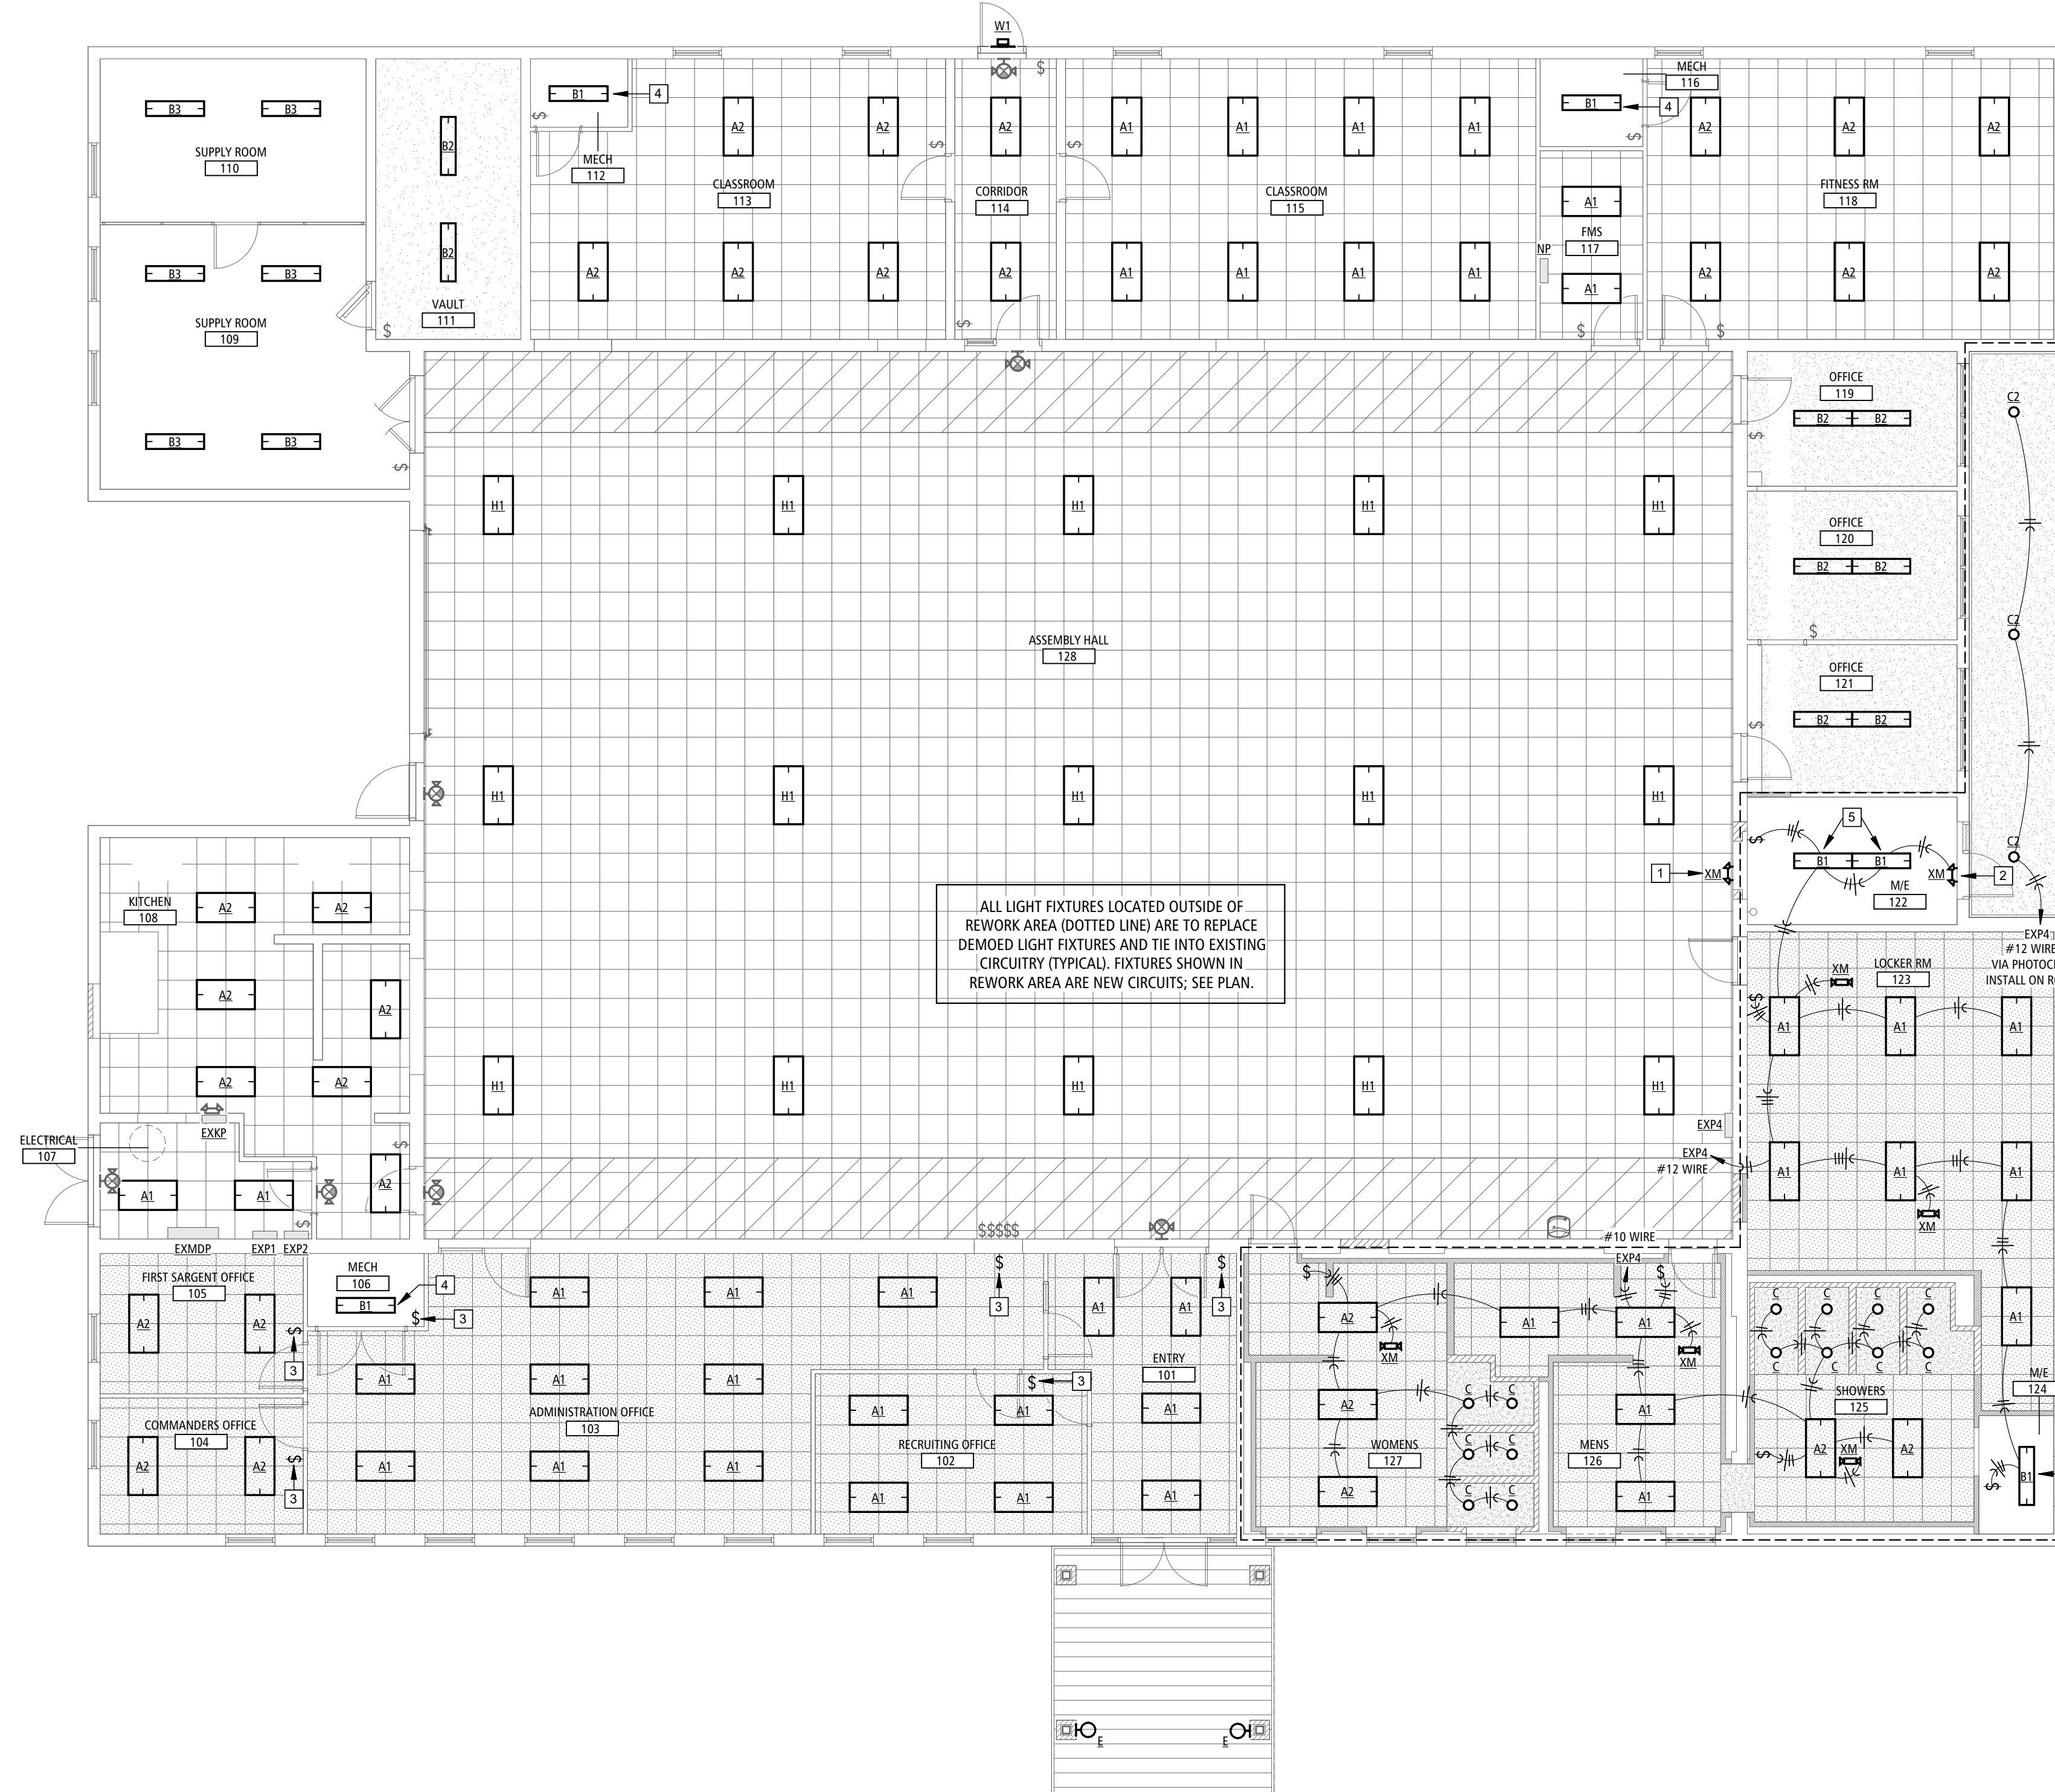 W1
B3 B3
SUPPLY ROOM
110
B2
B1 4
MECH
112
A2 A2
CLASSROOM
113
A2
CORRIDOR
114
A1 A1 A1 A1
CLASSROOM
115
MECH
116
B1 4
A1
FMS
117
NP
A1
A2 A2 A2
FITNESS RM
118
B3 B3
B2
VAULT
111
SUPPLY ROOM
109
A2 A2 A2
A2
A1 A1 A1 A1
A2 A2 A2
B3 B3
OFFICE
119
B2 B2
C2
H1 H1 H1 H1 H1
OFFICE
120
B2 B2
ASSEMBLY HALL
128
C2
OFFICE
121
B2 B2
H1 H1 H1 H1 H1
5
B1 B1
1 XM
XM 2
C2
M/E
122
ALL LIGHT FIXTURES LOCATED OUTSIDE OF
REWORK AREA (DOTTED LINE) ARE TO REPLACE
DEMOED LIGHT FIXTURES AND TIE INTO EXISTING
CIRCUITRY (TYPICAL). FIXTURES SHOWN IN
REWORK AREA ARE NEW CIRCUITS; SEE PLAN.
KITCHEN
108
A2 A2
A2 A2
A2 A2
EXKP
A2
ELECTRICAL
107
A1 A1
EXMDP EXP1 EXP2
EXP4
#12 WIRE
VIA PHOTOC
INSTALL ON R
LOCKER RM
123
XM
A1 A1 A1
H1 H1 H1 H1 H1
EXP4
EXP4
#12 WIRE
A1 A1 A1
XM
$$$$$
#10 WIRE
EXP4
FIRST SARGENT OFFICE
105
A2 A2
3
MECH
106
B1 4
$ 3
A1 A1 A1
$
3
A1 A1
$
3
A1 A1 A1
ENTRY
101
$ 3
COMMANDERS OFFICE
104
A2 A2
3
ADMINISTRATION OFFICE
103
A1 A1 A1
A1 A1
RECRUITING OFFICE
102
A1 A1
A1
A1
A2
XM
A1 A1
XM
A2
C C
C C
C C
WOMENS
127
A2
A1
MENS
126
A1
C C C C
C C C C
A1
SHOWERS
125
A2 XM A2
M/E
124
B1
E E